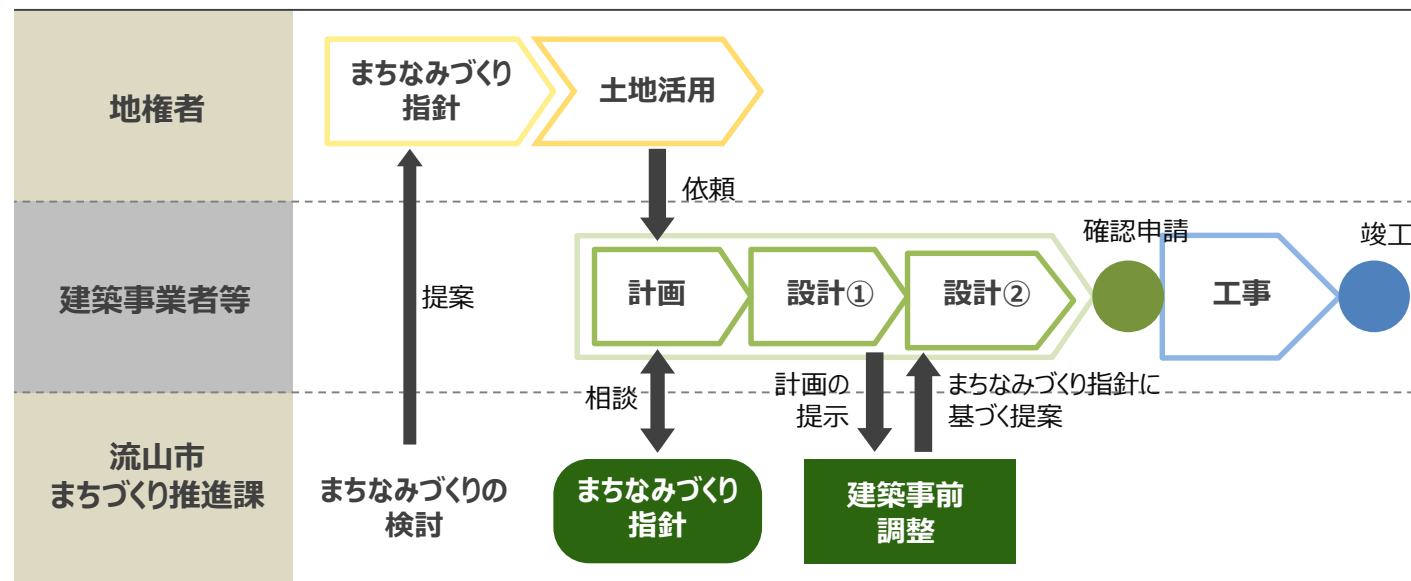 地権者
まちなみづくり
指針
土地活用
依頼
建築事業者等
提案
計画
設計①
設計②
確認申請
工事
竣工
相談
計画の
提示
まちなみづくり指針に
基づく提案
流山市
まちづくり推進課
まちなみづくりの
検討
まちなみづくり
指針
建築事前
調整